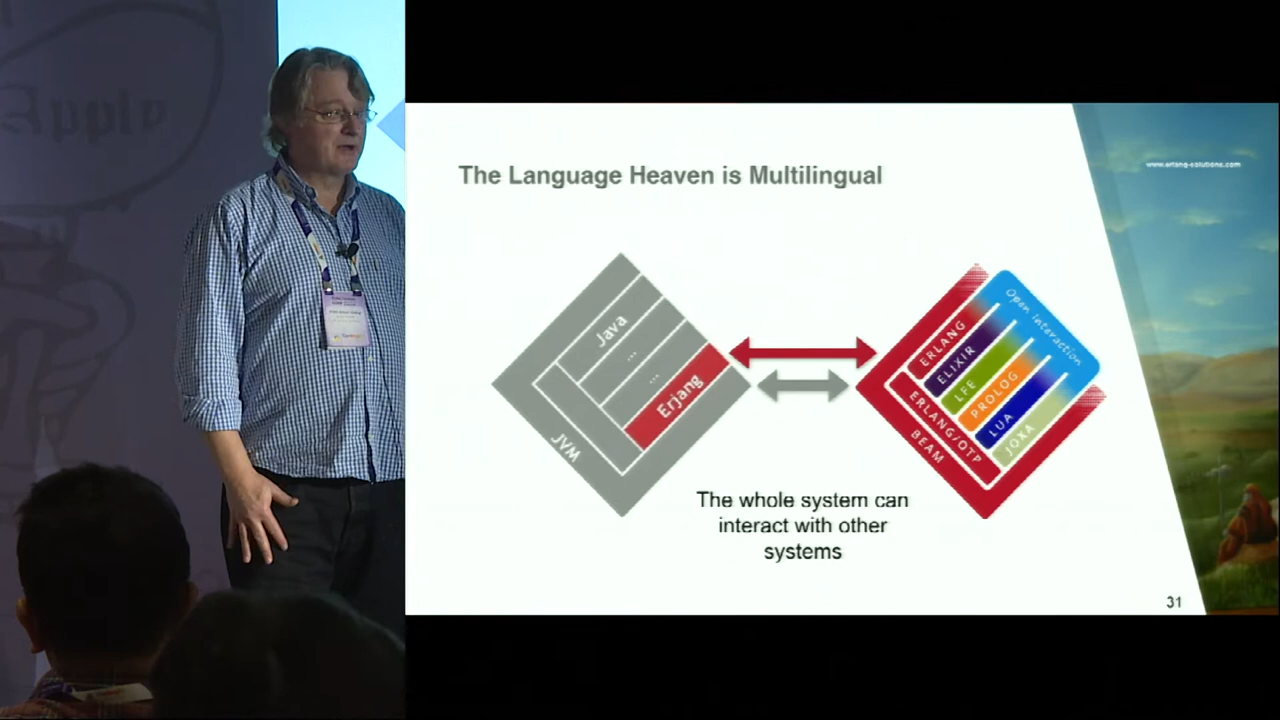 Apply
The Language Heaven is Multilingual
www.erlang-solutions.com
Java
...
...
Erjang
JVM
Open Interaction
ERLANG
ELIXIR
LFE
PROLOG
LUA
JOXA
ERLANG/OTP
BEAM
The whole system can
interact with other
systems
31